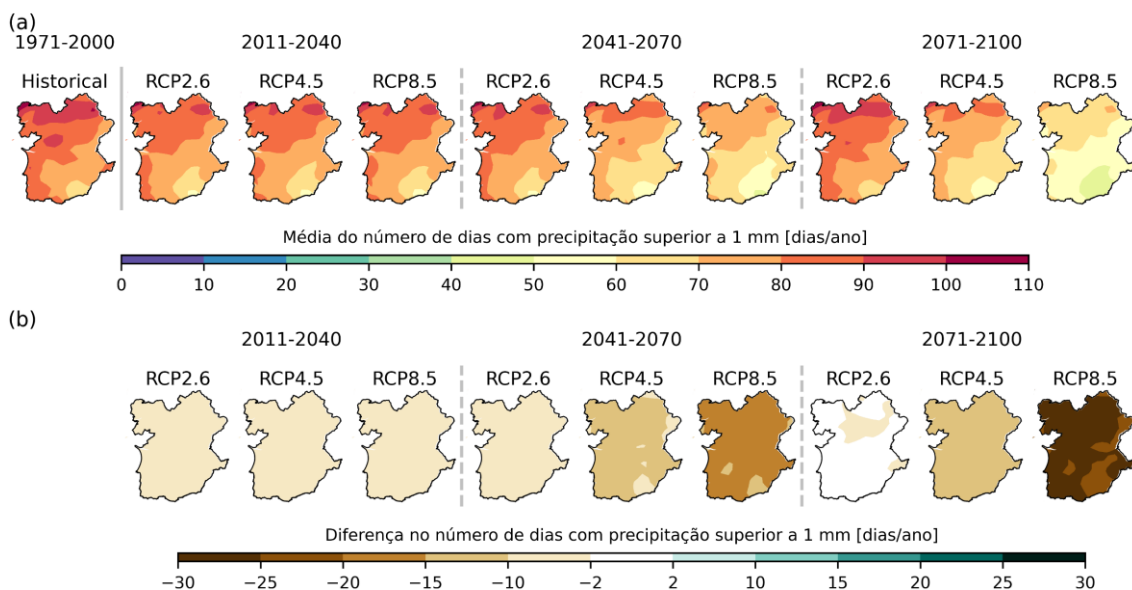 (a)
1971-2000 2011-2040 2041-2070 2071-2100
Historical RCP2.6 RCP4.5 RCP8.5 RCP2.6 RCP4.5 RCP8.5 RCP2.6 RCP4.5 RCP8.5
Média do número de dias com precipitação superior a 1 mm [dias/ano]
0 10 20 30 40 50 60 70 80 90 100 110
(b)
2011-2040 2041-2070 2071-2100
RCP2.6 RCP4.5 RCP8.5 RCP2.6 RCP4.5 RCP8.5 RCP2.6 RCP4.5 RCP8.5
Diferença no número de dias com precipitação superior a 1 mm [dias/ano]
−30 −25 −20 −15 −10 −2 2 10 15 20 25 30